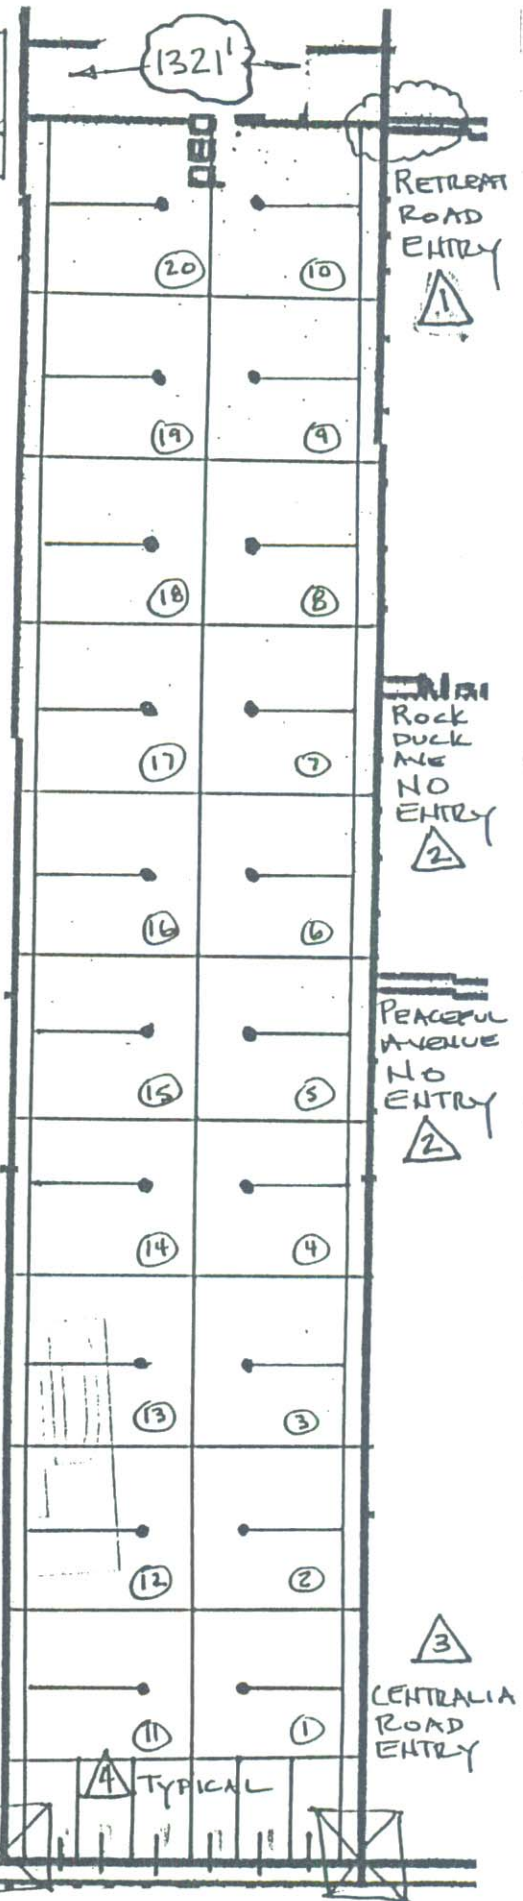 1321'
RETREAT
ROAD
ENTRY
1
20
10
19
9
18
8
ROCK
DUCK
AVE
NO
ENTRY
2
17
7
16
6
PEACEFUL
AVENUE
NO
ENTRY
2
15
5
14
4
13
3
12
2
3
CENTRALIA
ROAD
ENTRY
11
1
4 TYPICAL